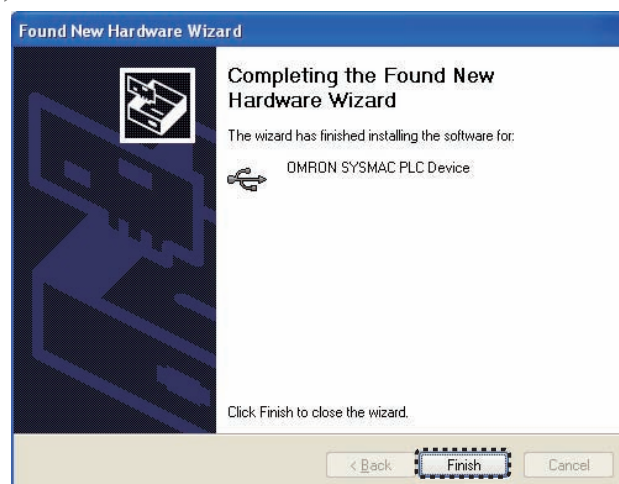 Found New Hardware Wizard
Completing the Found New
Hardware Wizard
The wizard has finished installing the software for:
OMRON SYSMAC PLC Device
Click Finish to close the wizard.
< Back
Finish
Cancel